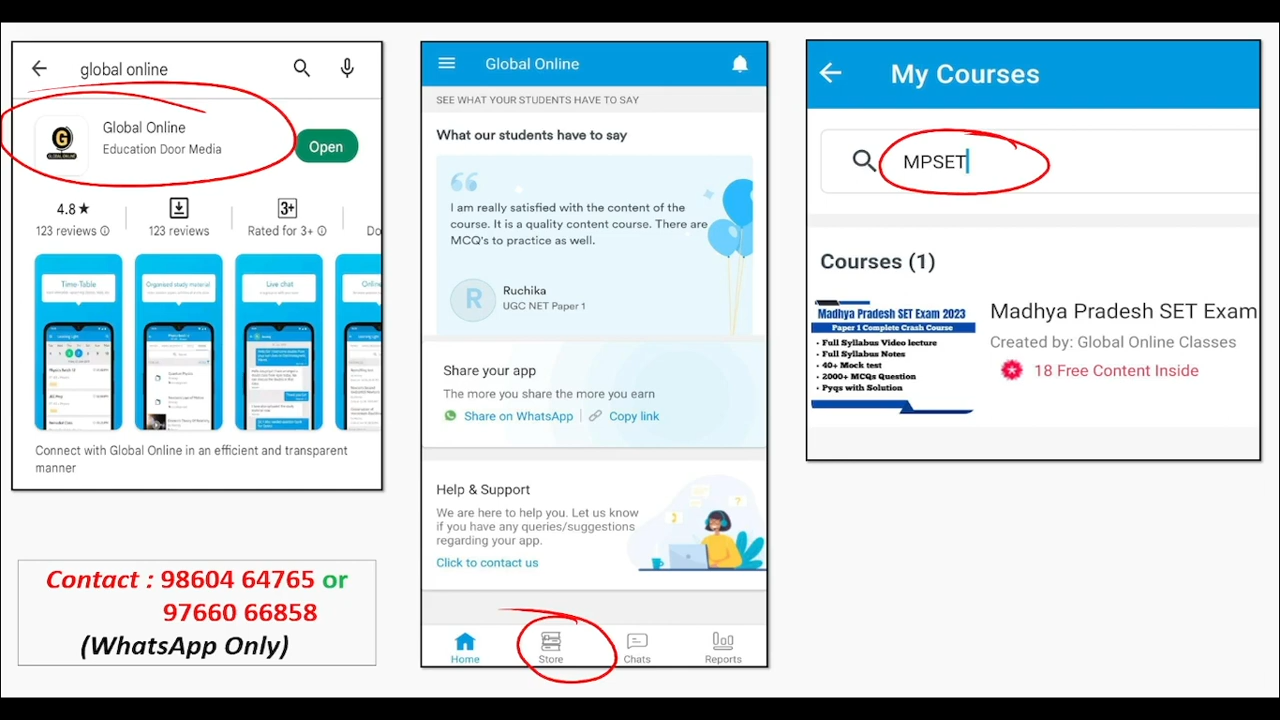 global online
Global Online
Education Door Media
Open
4.8★
123 reviews
123 reviews
3+
Rated for 3+
Do
Time Table
Organised study material
Live chat
Online
Connect with Global Online in an efficient and transparent
manner
Contact : 98604 64765 or
97660 66858
(WhatsApp Only)
Global Online
SEE WHAT YOUR STUDENTS HAVE TO SAY
What our students have to say
I am really satisfied with the content of the
course. It is a quality content course. There are
MCQ's to practice as well.
R
Ruchika
UGC NET Paper 1
Share your app
The more you share the more you earn
Share on WhatsApp
Copy link
Help & Support
We are here to help you. Let us know
if you have any queries/suggestions
regarding your app.
Click to contact us
Home
Store
Chats
Reports
My Courses
MPSET
Courses (1)
Madhya Pradesh SET Exam 2023
Paper 1 Complete Crash Course
• Full Syllabus Video lecture
• Full Syllabus Notes
• 40+ Mock test
• 2000+ MCQs Question
• Pyqs with Solution
Madhya Pradesh SET Exam
Created by: Global Online Classes
18 Free Content Inside